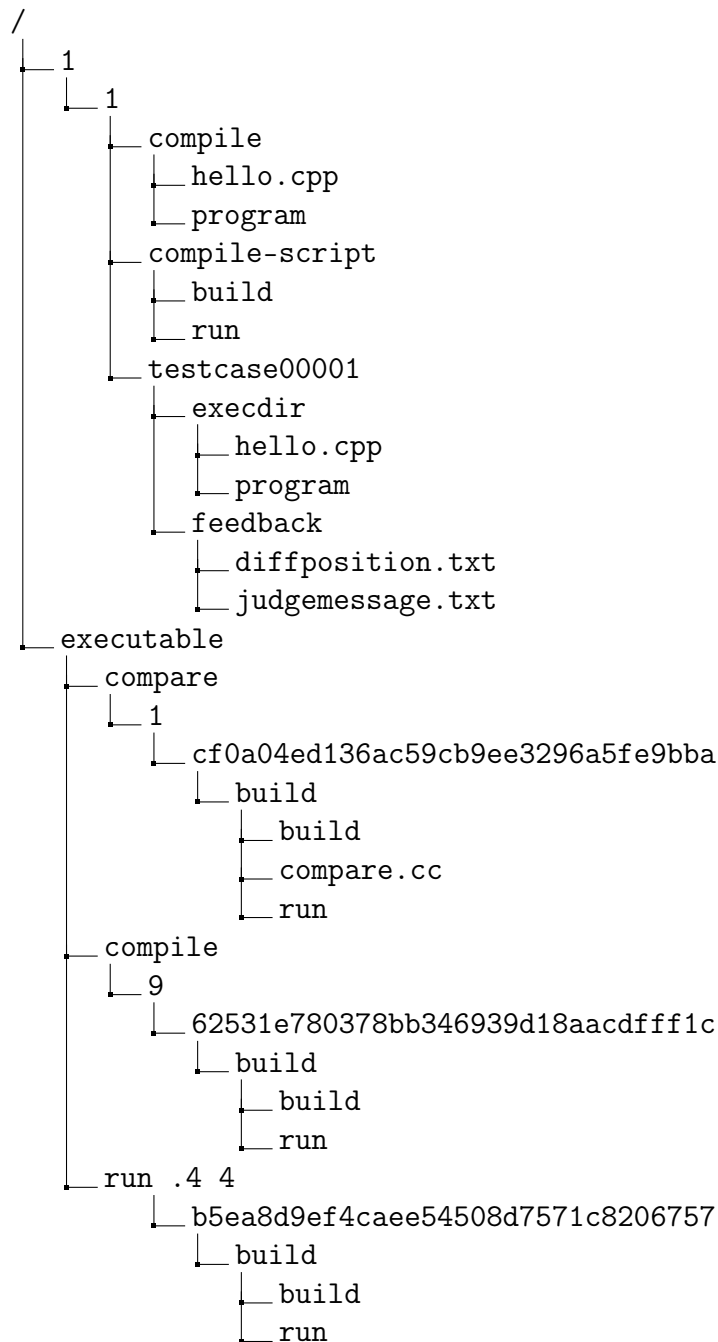 /
1
1
compile
hello.cpp
program
compile-script
build
run
testcase00001
execdir
hello.cpp
program
feedback
diffposition.txt
judgemessage.txt
executable
compare
1
cf0a04ed136ac59cb9ee3296a5fe9bba
build
build
compare.cc
run
compile
9
62531e780378bb346939d18aacdfff1c
build
build
run
run .4 4
b5ea8d9ef4caee54508d7571c8206757
build
build
run